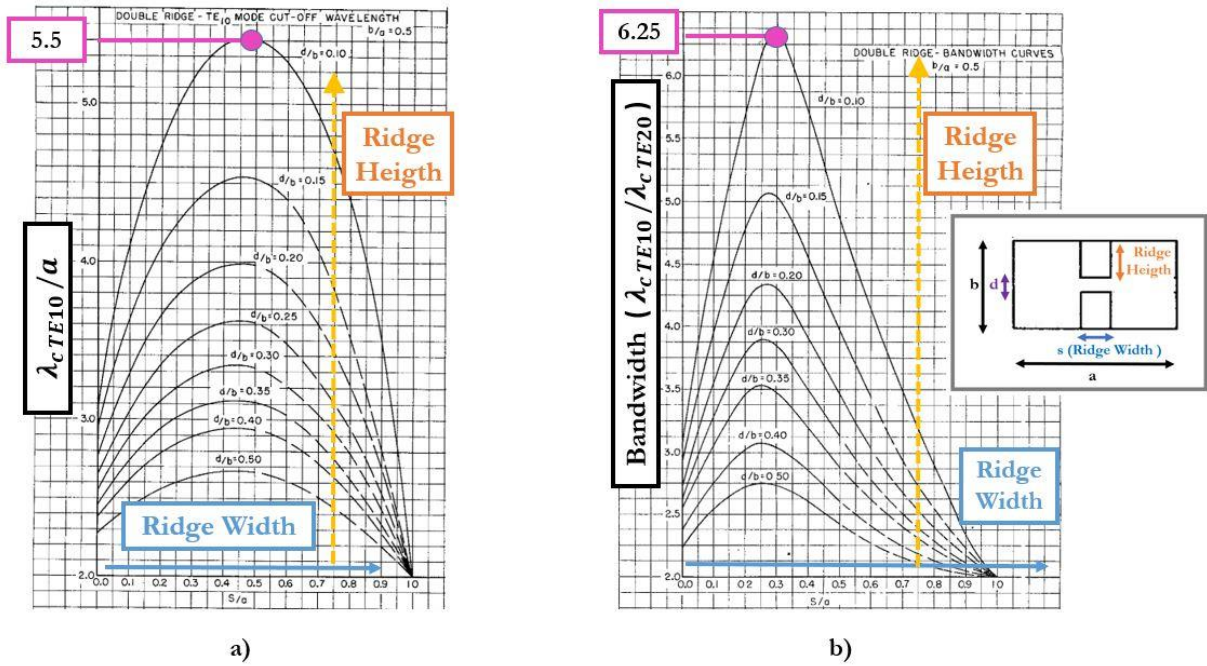 DOUBLE RIDGE - TE10 MODE CUT-OFF WAVELENGTH
b/a = 0.5
5.5
d/b = 0.10
5.0
Ridge
Heigth
d/b = 0.15
λcTE10/a
4.0
d/b = 0.20
d/b = 0.25
d/b = 0.30
3.0
d/b = 0.35
d/b = 0.40
d/b = 0.50
Ridge Width
2.0
0.0 0.1 0.2 0.3 0.4 0.5 0.6 0.7 0.8 0.9 1.0
S/a
a)
6.25
DOUBLE RIDGE - BANDWIDTH CURVES
b/a = 0.5
6.0
d/b = 0.10
Ridge
Heigth
5.5
Bandwidth (λcTE10/λcTE20)
5.0
d/b = 0.15
4.5
d/b = 0.20
4.0
d/b = 0.30
3.5
d/b = 0.35
3.0
d/b = 0.40
d/b = 0.50
2.5
Ridge
Width
2.0
0.0 0.1 0.2 0.3 0.4 0.5 0.6 0.7 0.8 0.9 1.0
S/a
b)
Ridge
Heigth
b
d
s (Ridge Width )
a